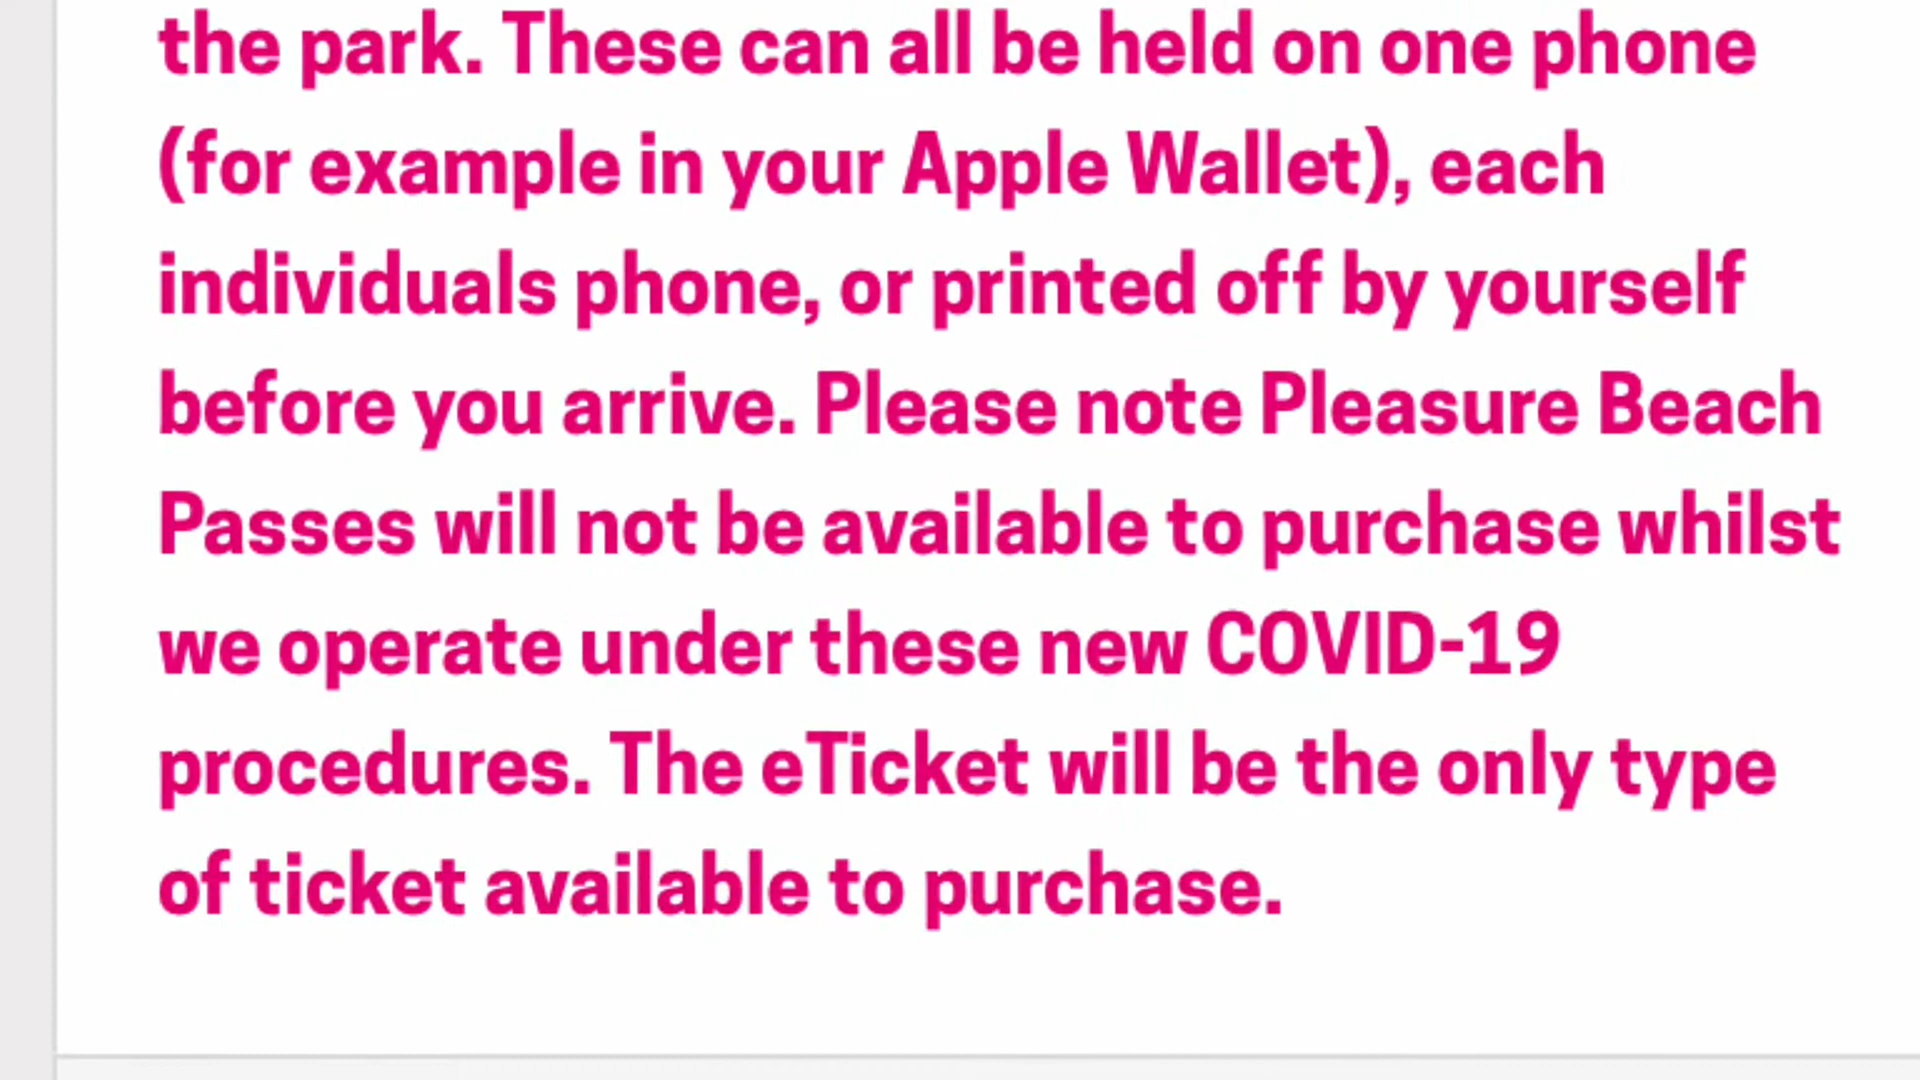 the park. These can all be held on one phone
(for example in your Apple Wallet), each
individuals phone, or printed off by yourself
before you arrive. Please note Pleasure Beach
Passes will not be available to purchase whilst
we operate under these new COVID-19
procedures. The eTicket will be the only type
of ticket available to purchase.